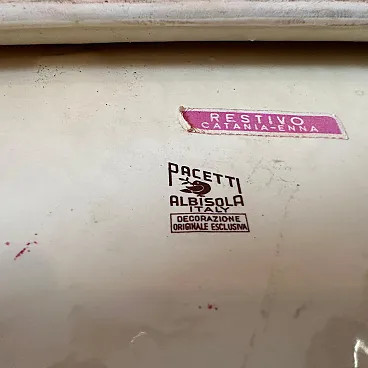 RESTIVO
CATANIA-ENNA
PACETTI
ALBISOLA
ITALY
DECORAZIONE
ORIGINALE ESCLUSIVA